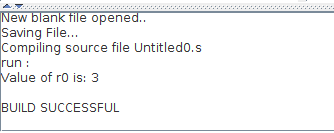 New blank file opened..
Saving File...
Compiling source file Untitled0.s
run :
Value of r0 is: 3
BUILD SUCCESSFUL